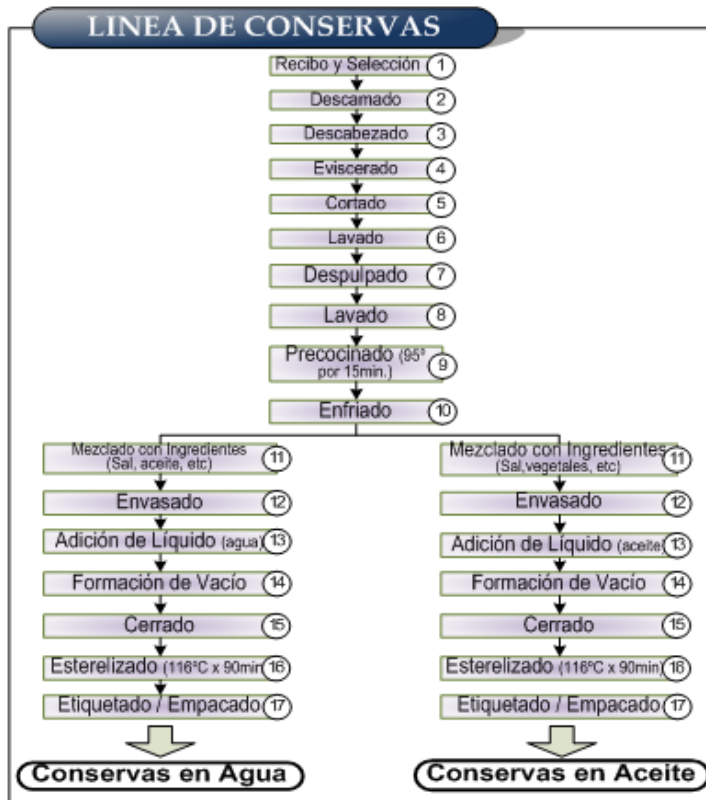 LINEA DE CONSERVAS
Recibo y Selección 1
Descamado 2
Descabezado 3
Eviscerado 4
Cortado 5
Lavado 6
Despulpado 7
Lavado 8
Precocinado (95º
por 15min.) 9
Enfriado 10
Mezclado con Ingredientes
(Sal, aceite, etc) 11
Envasado 12
Adición de Líquido (agua) 13
Formación de Vacío 14
Cerrado 15
Esterelizado (116ºC x 90min 16
Etiquetado / Empacado 17
Conservas en Agua
Mezclado con Ingredientes
(Sal,vegetales, etc) 11
Envasado 12
Adición de Líquido (aceite) 13
Formación de Vacío 14
Cerrado 15
Esterelizado (116ºC x 90min) 16
Etiquetado / Empacado 17
Conservas en Aceite